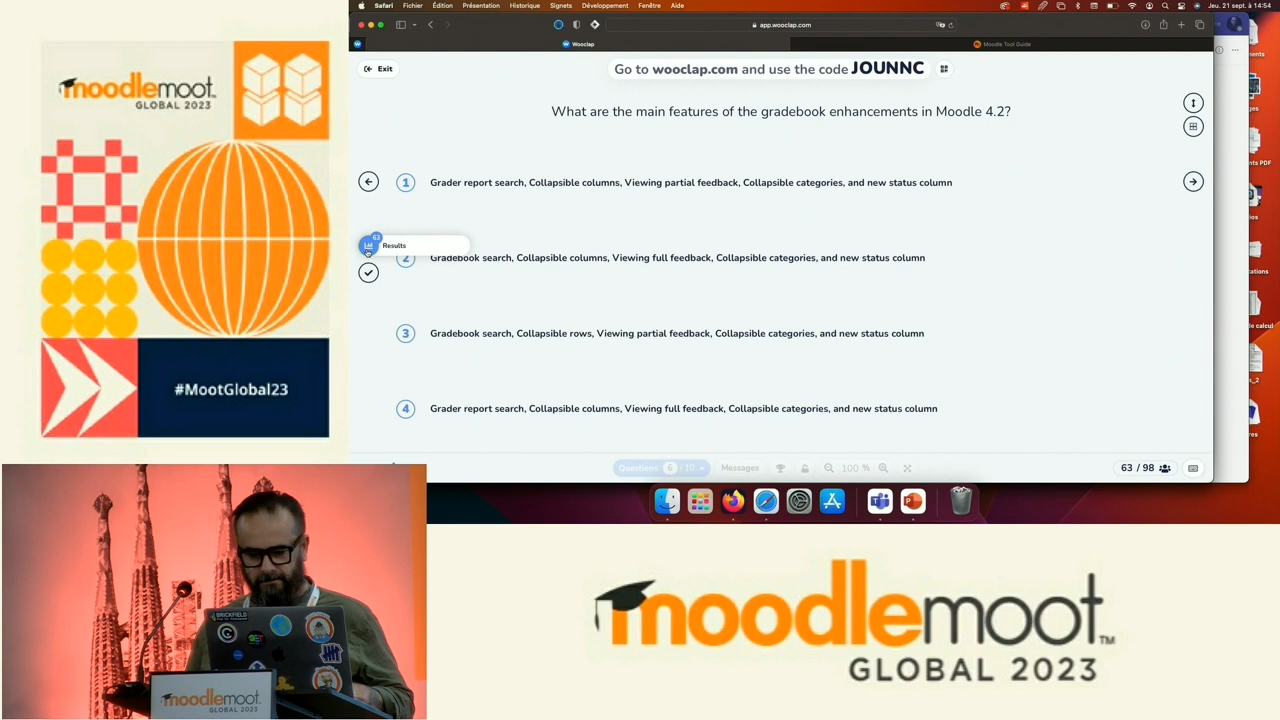 moodlemoot
GLOBAL 2023
#MootGlobal23
Safari Fichier Édition Présentation Historique Signets Développement Fenêtre Aide
Jeu. 21 sept. à 14:54
app.wooclap.com
Wooclap
Moodle Tool Guide
Exit
Go to wooclap.com and use the code JOUNNC
What are the main features of the gradebook enhancements in Moodle 4.2?
1 Grader report search, Collapsible columns, Viewing partial feedback, Collapsible categories, and new status column
Results
2 Gradebook search, Collapsible columns, Viewing full feedback, Collapsible categories, and new status column
3 Gradebook search, Collapsible rows, Viewing partial feedback, Collapsible categories, and new status column
4 Grader report search, Collapsible columns, Viewing full feedback, Collapsible categories, and new status column
Questions 6 / 10
Messages
100 %
63 / 98
BRICKFIELD
moodlemoot
GLOBAL 2023
moodlemoot™
GLOBAL 2023